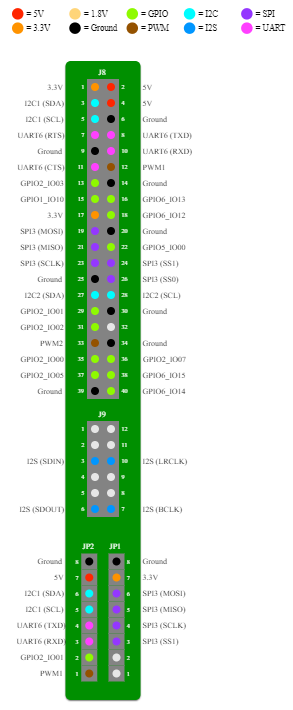 = 5V = 1.8V = GPIO = I2C = SPI
= 3.3V = Ground = PWM = I2S = UART
J8
3.3V 1 2 5V
I2C1 (SDA) 3 4 5V
I2C1 (SCL) 5 6 Ground
UART6 (RTS) 7 8 UART6 (TXD)
Ground 9 10 UART6 (RXD)
UART6 (CTS) 11 12 PWM1
GPIO2_IO03 13 14 Ground
GPIO1_IO10 15 16 GPIO6_IO13
3.3V 17 18 GPIO6_IO12
SPI3 (MOSI) 19 20 Ground
SPI3 (MISO) 21 22 GPIO5_IO00
SPI3 (SCLK) 23 24 SPI3 (SS1)
Ground 25 26 SPI3 (SS0)
I2C2 (SDA) 27 28 I2C2 (SCL)
GPIO2_IO01 29 30 Ground
GPIO2_IO02 31 32
PWM2 33 34 Ground
GPIO2_IO00 35 36 GPIO2_IO07
GPIO2_IO05 37 38 GPIO6_IO15
Ground 39 40 GPIO6_IO14
J9
1 12
2 11
I2S (SDIN) 3 10 I2S (LRCLK)
4 9
5 8
I2S (SDOUT) 6 7 I2S (BCLK)
JP2 JP1
Ground 8 8 Ground
5V 7 7 3.3V
I2C1 (SDA) 6 6 SPI3 (MOSI)
I2C1 (SCL) 5 5 SPI3 (MISO)
UART6 (TXD) 4 4 SPI3 (SCLK)
UART6 (RXD) 3 3 SPI3 (SS1)
GPIO2_IO01 2 2
PWM1 1 1